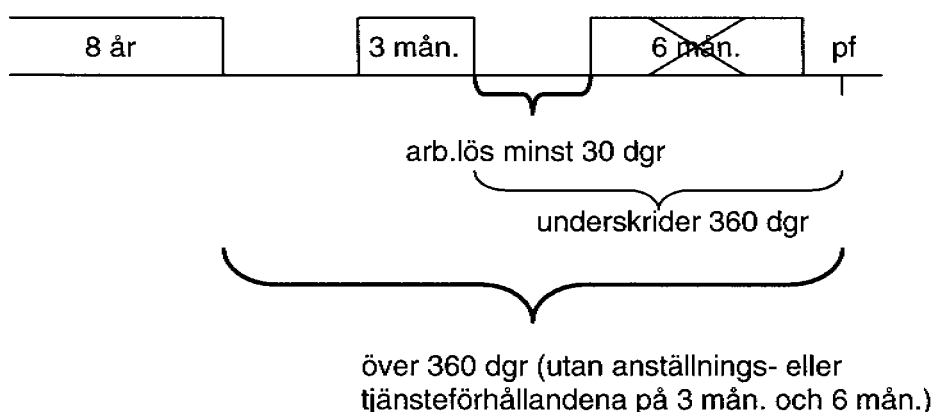 8 år 3 mån. 6 mån. pf
arb.lös minst 30 dgr
underskrider 360 dgr
över 360 dgr (utan anställnings- eller
tjänsteförhållandena på 3 mån. och 6 mån.)